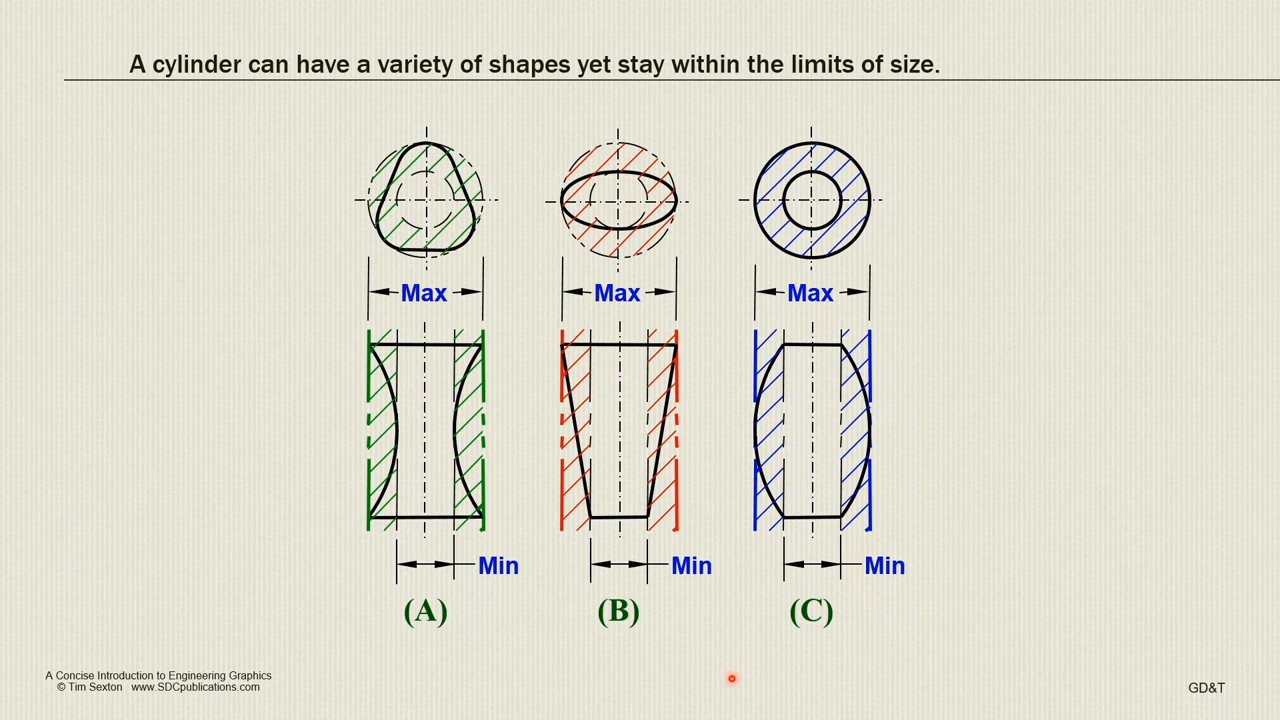 A cylinder can have a variety of shapes yet stay within the limits of size.
Max Max Max
Min Min Min
(A) (B) (C)
A Concise Introduction to Engineering Graphics
© Tim Sexton www.SDCpublications.com
GD&T